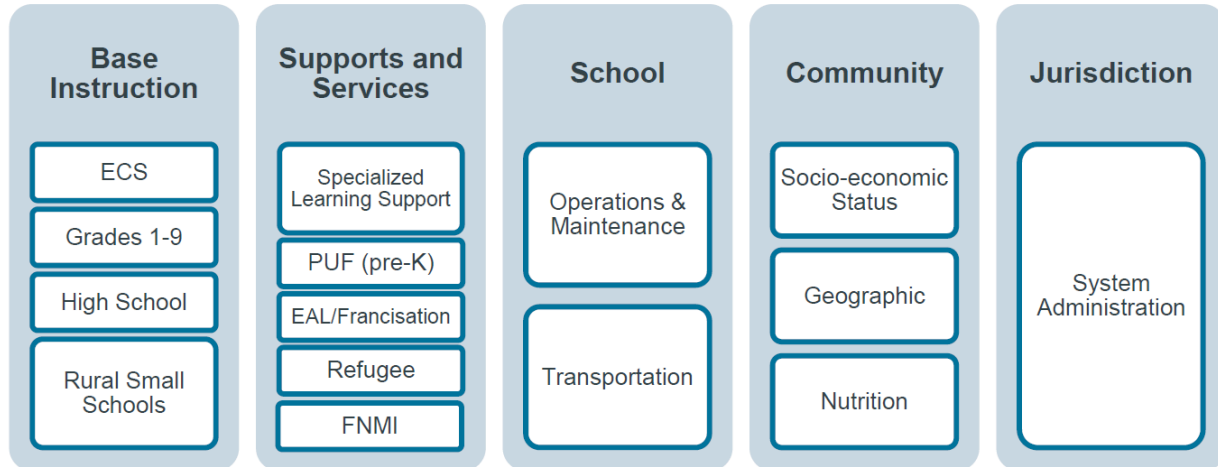 Base
Instruction
ECS
Grades 1-9
High School
Rural Small
Schools
Supports and
Services
Specialized
Learning Support
PUF (pre-K)
EAL/Francisation
Refugee
FNMI
School
Operations &
Maintenance
Transportation
Community
Socio-economic
Status
Geographic
Nutrition
Jurisdiction
System
Administration